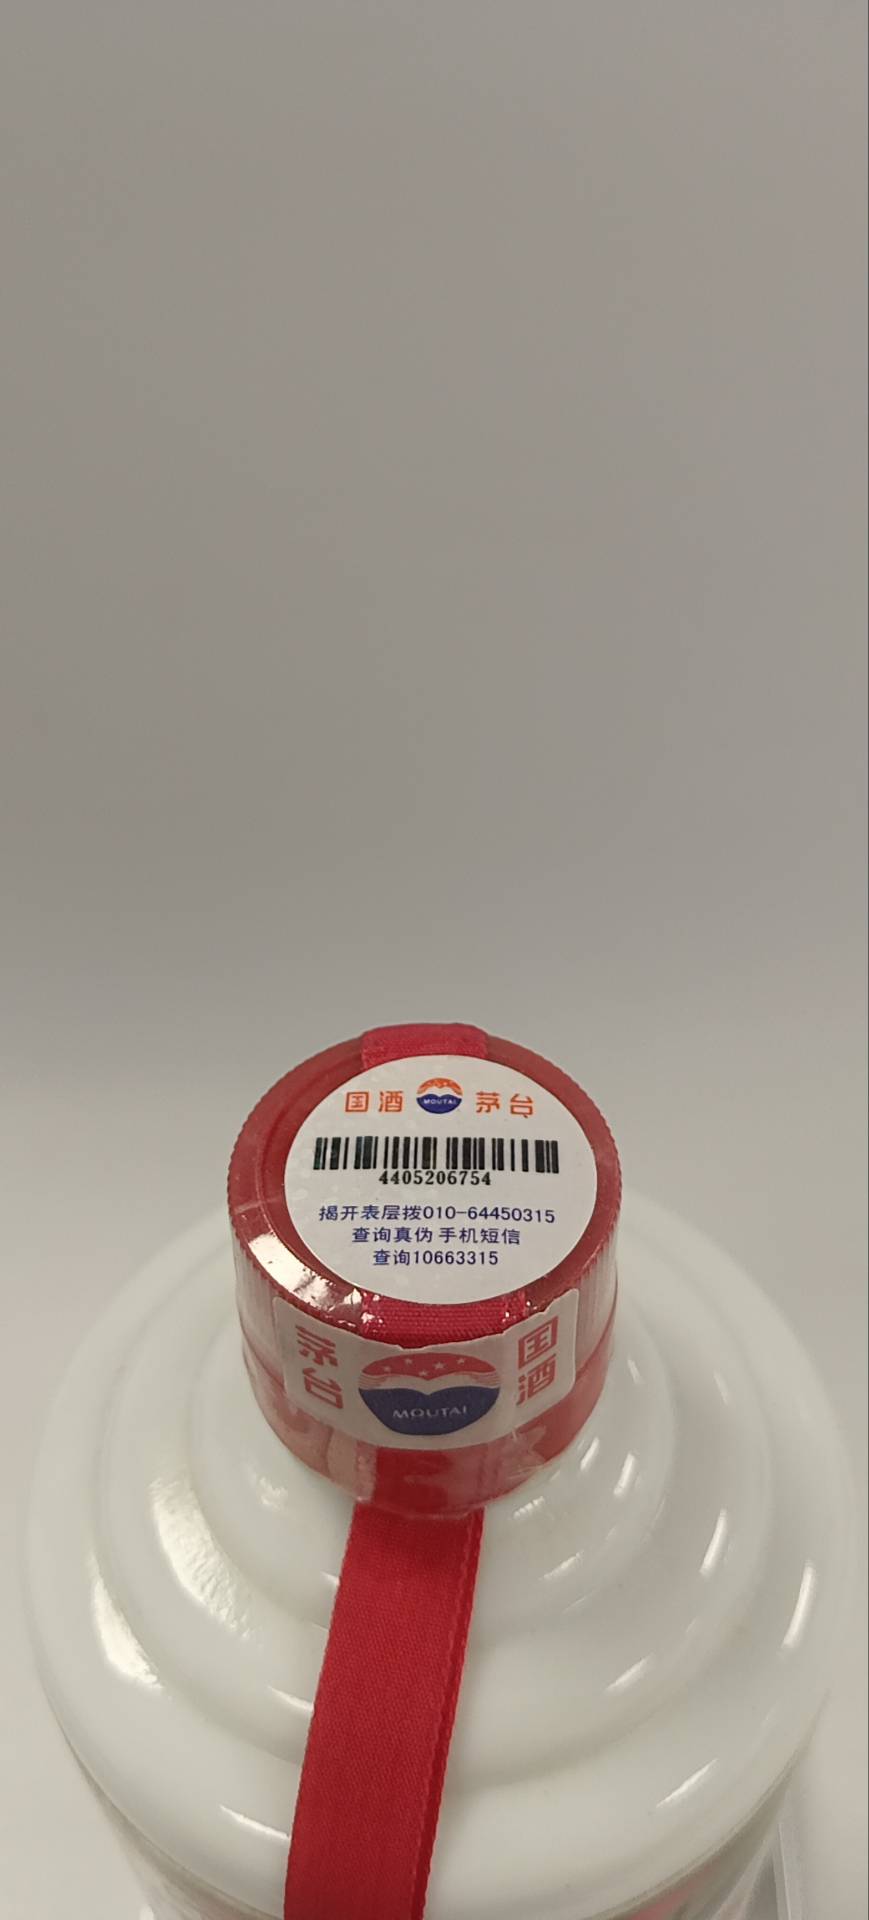 国酒 MOUTAI 茅台
4405206754
揭开表层拨010-64450315
查询真伪 手机短信
查询10663315
茅台 MOUTAI 国酒